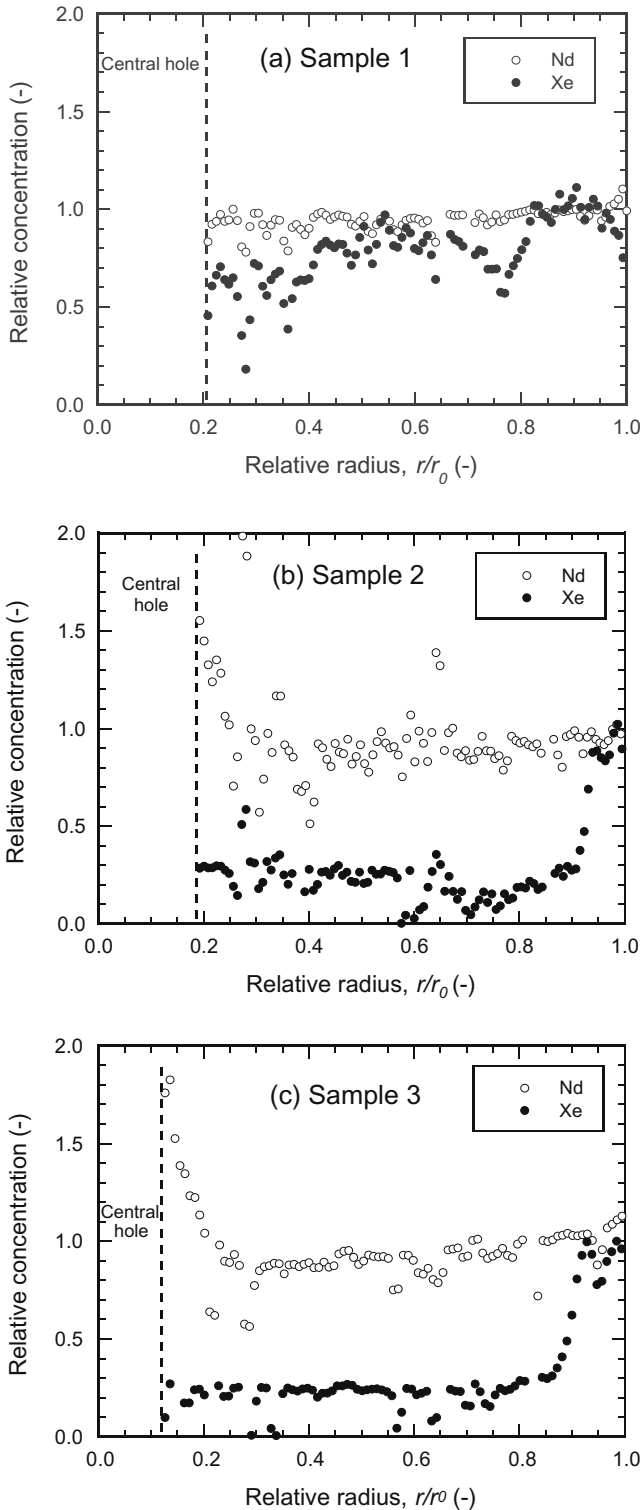 2.0
(a) Sample 1
Central hole
Nd
Xe
1.5
1.0
0.5
0.0
Relative concentration (-)
0.0 0.2 0.4 0.6 0.8 1.0
Relative radius, r/r0 (-)
2.0
(b) Sample 2
Central
hole
Nd
Xe
1.5
1.0
0.5
0.0
Relative concentration (-)
0.0 0.2 0.4 0.6 0.8 1.0
Relative radius, r/r0 (-)
2.0
(c) Sample 3
Nd
Xe
1.5
Central
hole
1.0
0.5
0.0
Relative concentration (-)
0.0 0.2 0.4 0.6 0.8 1.0
Relative radius, r/r0 (-)